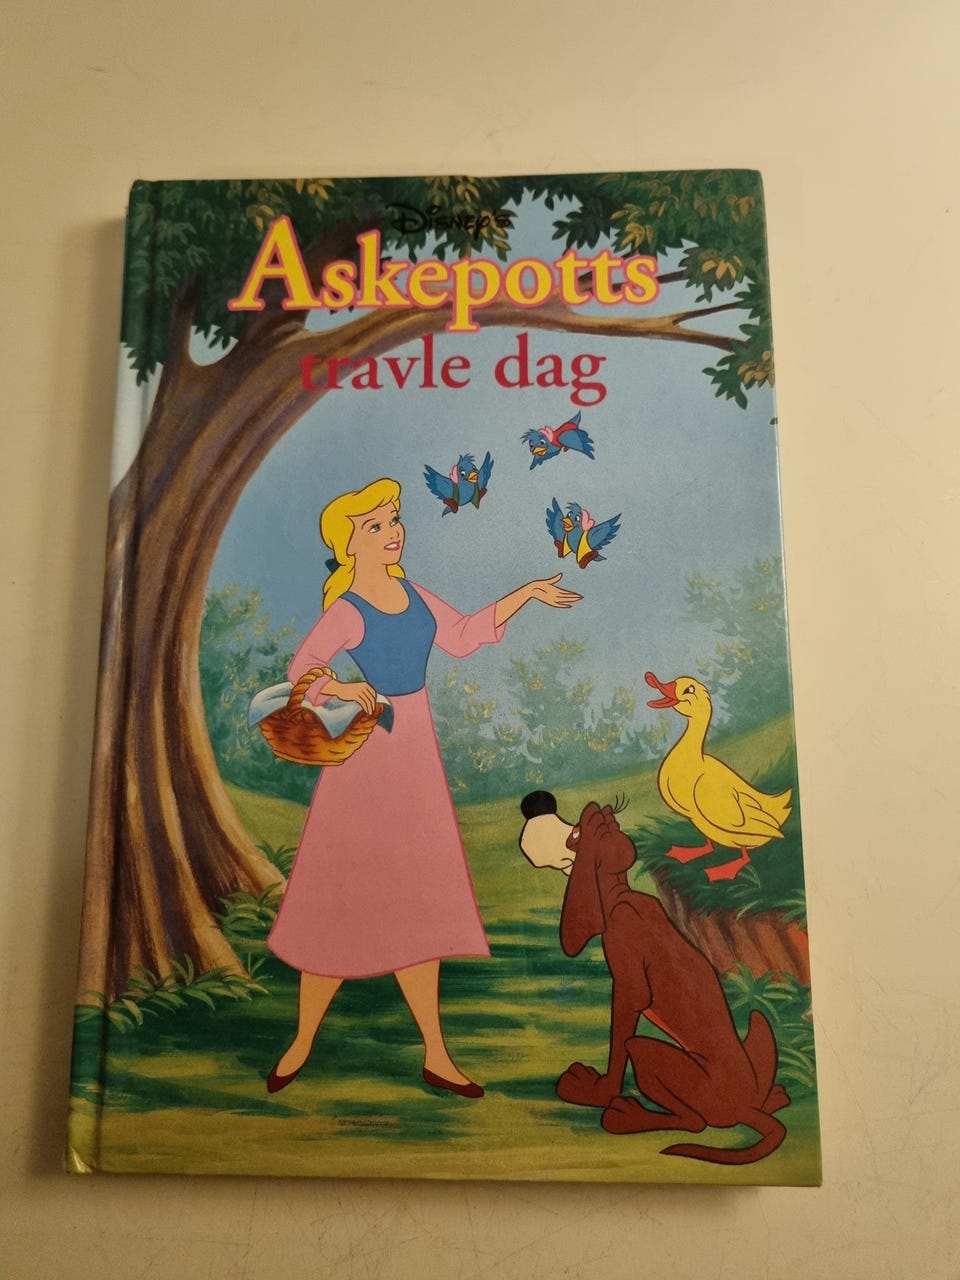 Disney's
Askepotts
travle dag